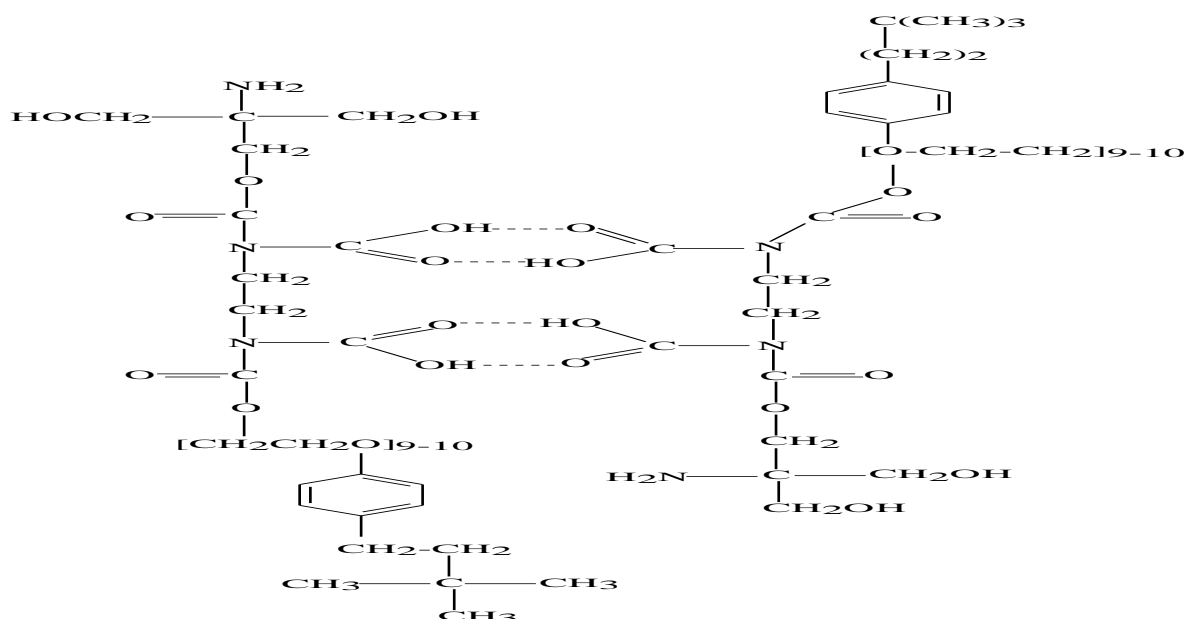 C(CH3)3
(CH2)2
NH2
HOCH2 C CH2OH
CH2
[O-CH2-CH2]9-10
O
O
O C
C O
OH O
N C
C N
O HO
CH2
CH2
CH2
CH2
O HO
N C
C N
OH O
O C
C O
O
O
[CH2CH2O]9-10
CH2
H2N C CH2OH
CH2OH
CH2-CH2
CH3 C CH3
CH3